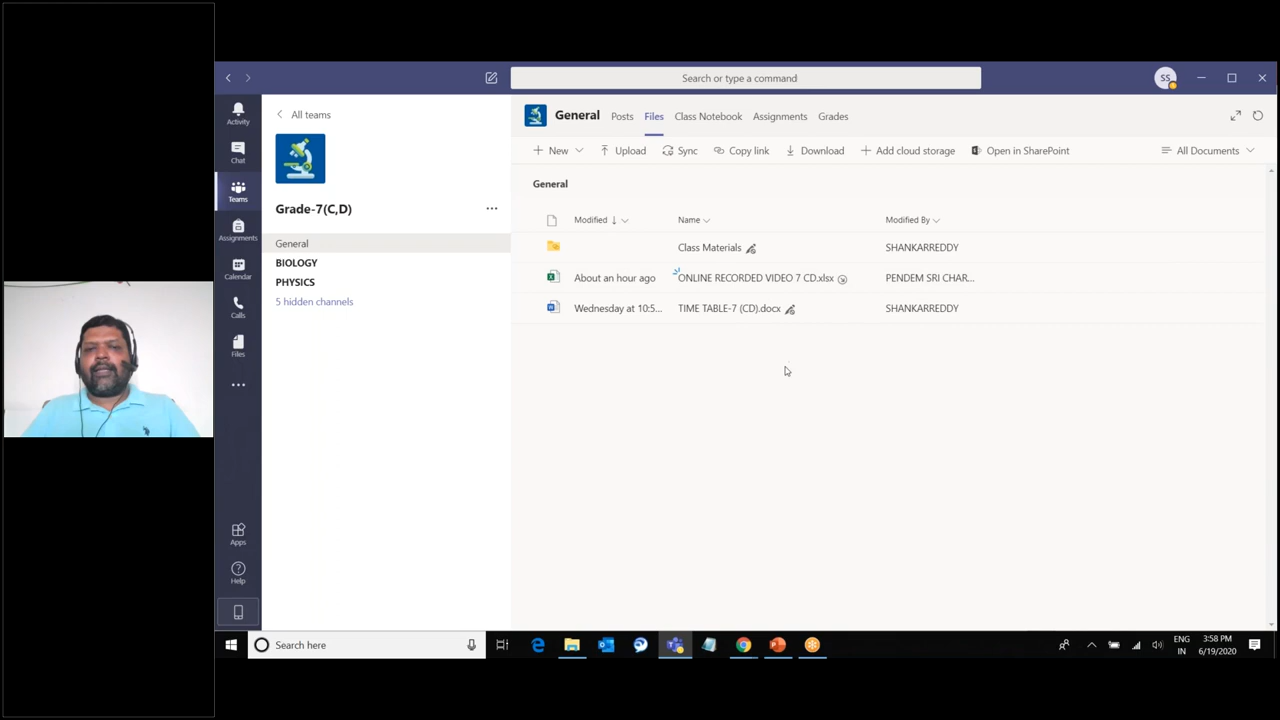 Search or type a command
SS
Activity
Chat
Teams
Assignments
Calendar
Calls
Files
Apps
Help
All teams
Grade-7(C,D)
General
BIOLOGY
PHYSICS
5 hidden channels
General Posts Files Class Notebook Assignments Grades
New Upload Sync Copy link Download Add cloud storage Open in SharePoint All Documents
General
Modified Name Modified By
Class Materials SHANKARREDDY
About an hour ago ONLINE RECORDED VIDEO 7 CD.xlsx PENDEM SRI CHAR...
Wednesday at 10:5... TIME TABLE-7 (CD).docx SHANKARREDDY
Search here
ENG
IN
3:58 PM
6/19/2020